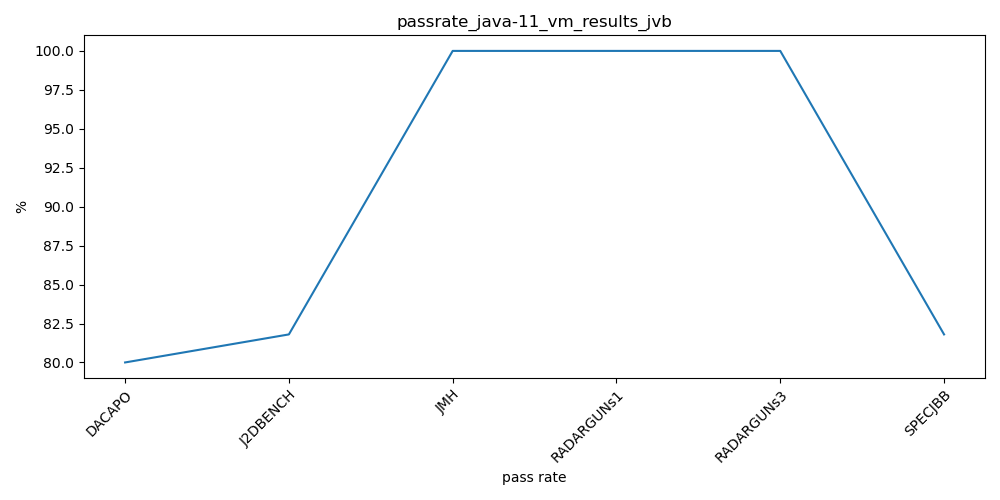 passrate_java-11_vm_results_jvb
100.0
97.5
95.0
92.5
90.0
87.5
85.0
82.5
80.0
%
DACAPO
J2DBENCH
JMH
RADARGUNs1
RADARGUNs3
SPECJBB
pass rate